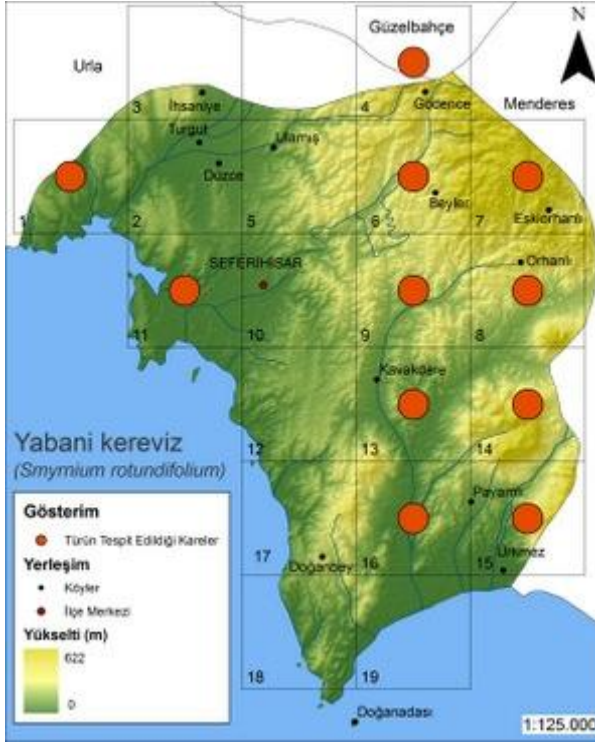 Güzelbahçe
N
Urla
3
İhsaniye
4
Gödence
Menderes
Turgut
Ulamış
Düzce
Beyler
1
2
5
6
7
Eskiorhanlı
SEFERİHİSAR
Orhanlı
11
10
9
8
Kavakdere
Yabani kereviz
(Smyrnium rotundifolium)
12
13
14
Gösterim
Türün Tespit Edildiği Kareler
Yerleşim
Köyler
İlçe Merkezi
Yükselti (m)
622
0
Payamlı
17
Doğanbey
16
15
Ürkmez
18
19
Doğanadası
1:125.000